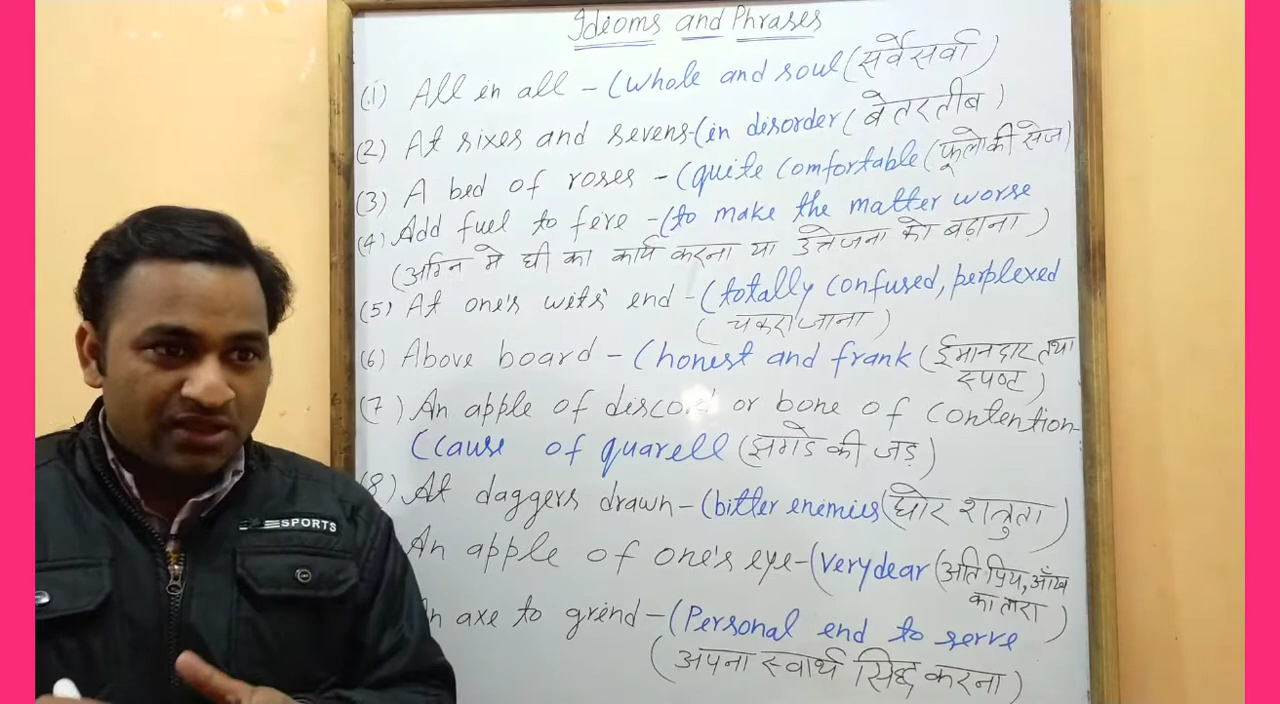 Idioms and Phrases
(1) All in all - (whole and soul (सर्वेसर्वा)
(2) At sixes and sevens-(in disorder (बेतरतीब)
(3) A bed of roses - (quite comfortable (फूलो की सेज)
(4) Add fuel to fire - (to make the matter worse
(अग्नि मे घी का कार्य करना या उत्तेजना को बढ़ाना)
(5) At one's wits' end - (totally confused, perplexed
(चकरा जाना)
(6) Above board - (honest and frank (ईमानदार तथा
स्पष्ट)
(7) An apple of discord or bone of contention-
(cause of quarell (झगडे की जड़)
(8) At daggers drawn - (bitter enemies (घोर शत्रुता)
An apple of one's eye - (very dear (अति प्रिय, आँख
का तारा)
axe to grind - (Personal end to serve
(अपना स्वार्थ सिद्ध करना)
SPORTS